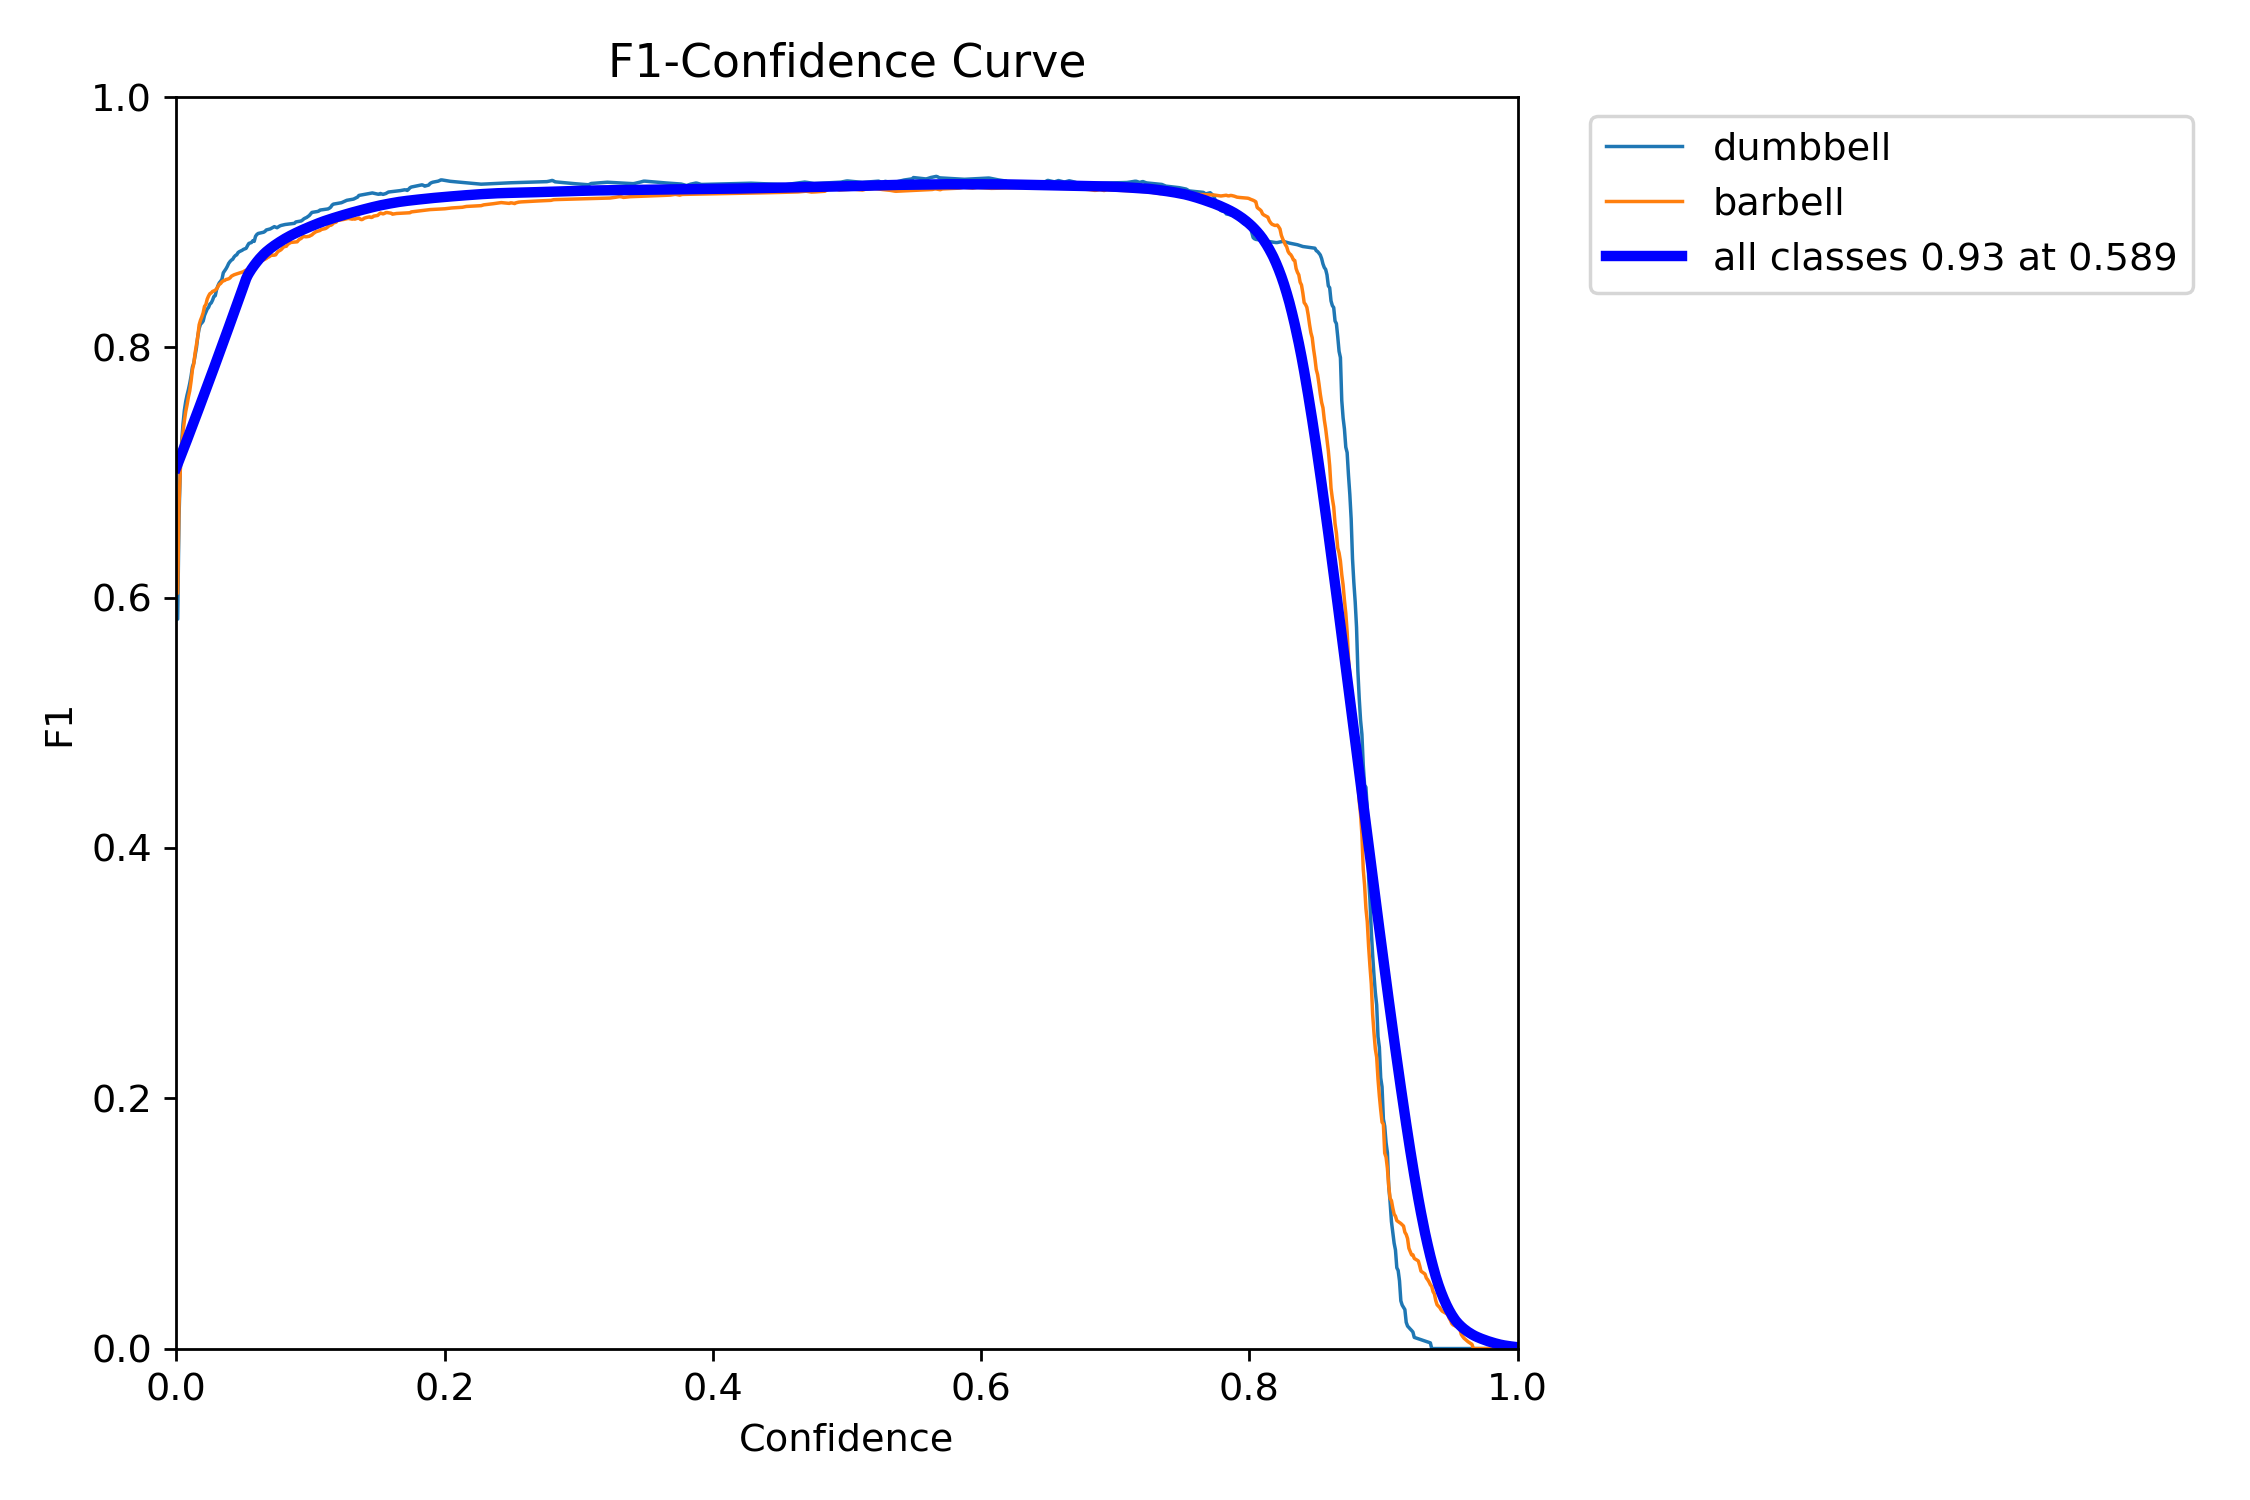 F1-Confidence Curve
dumbbell
barbell
all classes 0.93 at 0.589
1.0
0.8
0.6
0.4
0.2
0.0
F1
0.0 0.2 0.4 0.6 0.8 1.0
Confidence